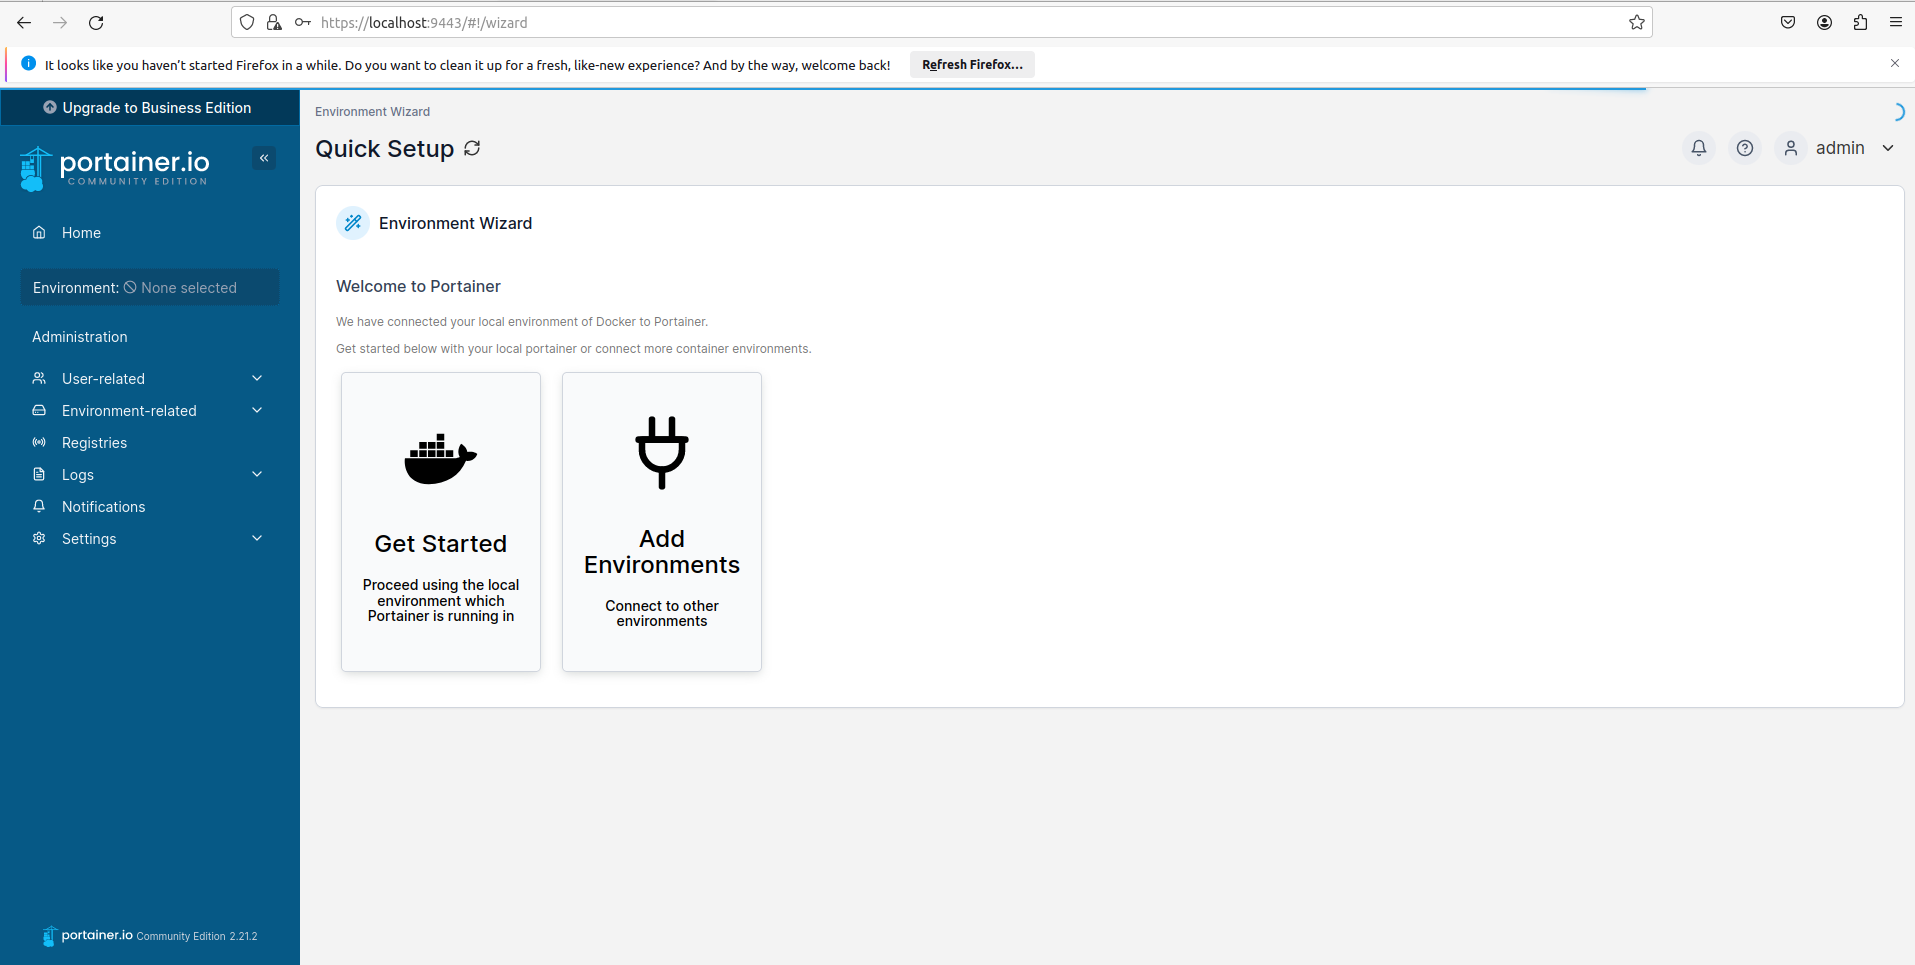 https://localhost:9443/#!/wizard
It looks like you haven't started Firefox in a while. Do you want to clean it up for a fresh, like-new experience? And by the way, welcome back!
Refresh Firefox...
Upgrade to Business Edition
portainer.io
COMMUNITY EDITION
Home
Environment: None selected
Administration
User-related
Environment-related
Registries
Logs
Notifications
Settings
portainer.io Community Edition 2.21.2
Environment Wizard
Quick Setup
admin
Environment Wizard
Welcome to Portainer
We have connected your local environment of Docker to Portainer.
Get started below with your local portainer or connect more container environments.
Get Started
Proceed using the local
environment which
Portainer is running in
Add
Environments
Connect to other
environments